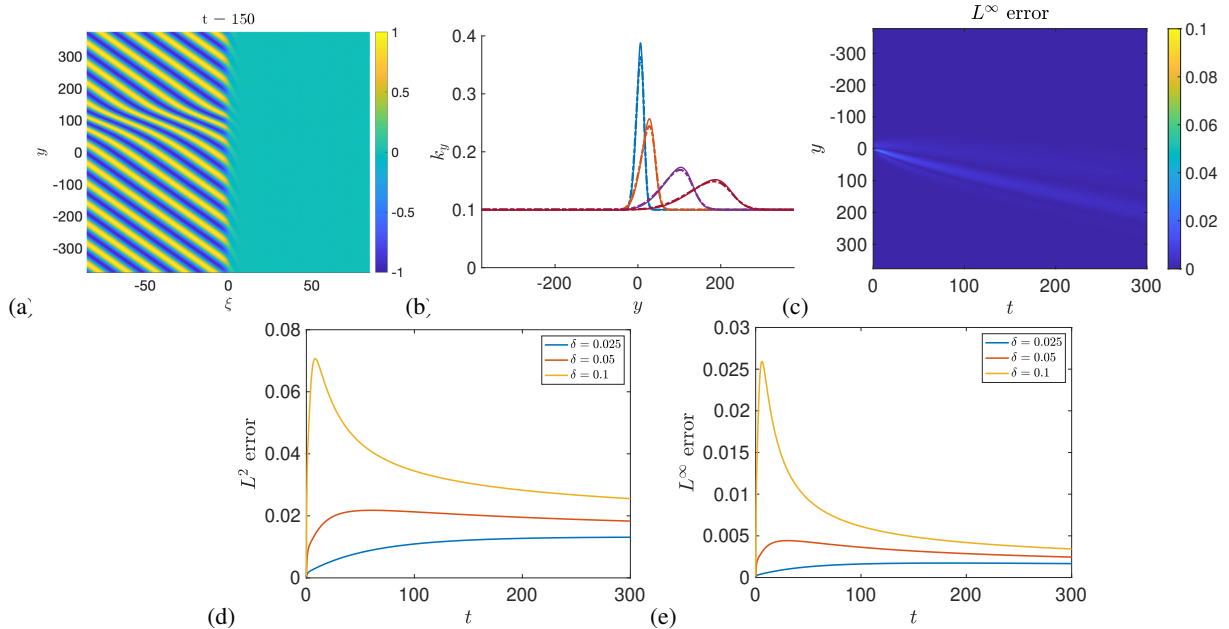 t − 150
y
300
200
100
0
-100
-200
-300
-50
0
50
ξ
1
0.5
0
-0.5
-1
(a)
k_y
0.4
0.3
0.2
0.1
0
-200
0
200
y
(b)
L^∞ error
y
-300
-200
-100
0
100
200
300
0
100
200
300
t
0.1
0.08
0.06
0.04
0.02
0
(c)
L^2 error
0.08
0.06
0.04
0.02
0
0
100
200
300
t
δ = 0.025
δ = 0.05
δ = 0.1
(d)
L^∞ error
0.03
0.025
0.02
0.015
0.01
0.005
0
0
100
200
300
t
δ = 0.025
δ = 0.05
δ = 0.1
(e)